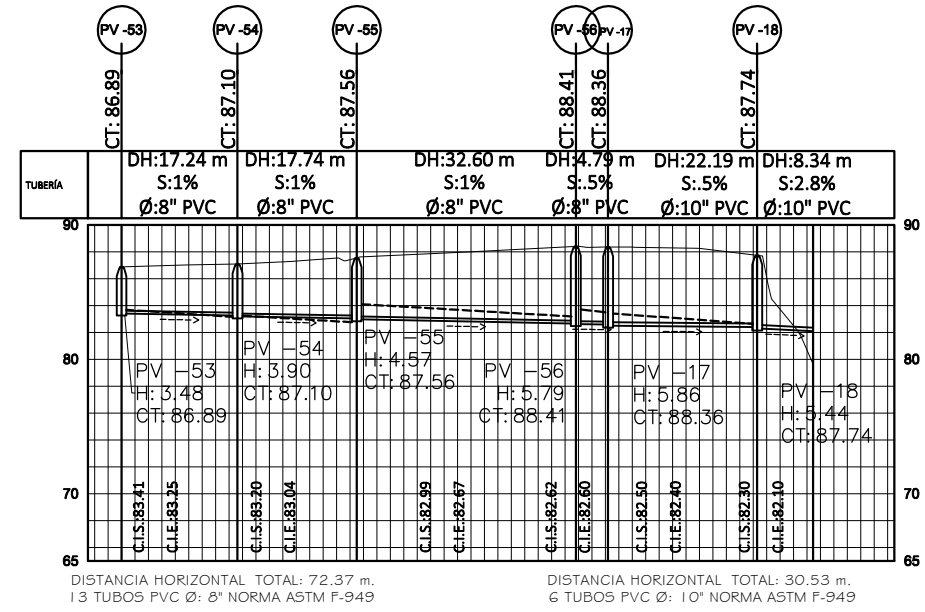 PV -53
PV -54
PV -55
PV -56
PV -17
PV -18
CT: 86.89
CT: 87.10
CT: 87.56
CT: 88.41
CT: 88.36
CT: 87.74
TUBERÍA
DH:17.24 m
S:1%
Ø:8" PVC
DH:17.74 m
S:1%
Ø:8" PVC
DH:32.60 m
S:1%
Ø:8" PVC
DH:4.79 m
S:.5%
Ø:8" PVC
DH:22.19 m
S:.5%
Ø:10" PVC
DH:8.34 m
S:2.8%
Ø:10" PVC
90
90
80
80
70
70
65
65
PV -53
H: 3.48
CT: 86.89
PV -54
H: 3.90
CT: 87.10
PV -55
H: 4.57
CT: 87.56
PV -56
H: 5.79
CT: 88.41
PV -17
H: 5.86
CT: 88.36
PV -18
H: 5.44
CT: 87.74
C.I.S.:83.41
C.I.E.:83.25
C.I.S.:83.20
C.I.E.:83.04
C.I.S.:82.99
C.I.E.:82.67
C.I.S.:82.62
C.I.E.:82.60
C.I.S.:82.50
C.I.E.:82.40
C.I.S.:82.30
C.I.E.:82.10
DISTANCIA HORIZONTAL TOTAL: 72.37 m.
13 TUBOS PVC Ø: 8" NORMA ASTM F-949
DISTANCIA HORIZONTAL TOTAL: 30.53 m.
6 TUBOS PVC Ø: 10" NORMA ASTM F-949